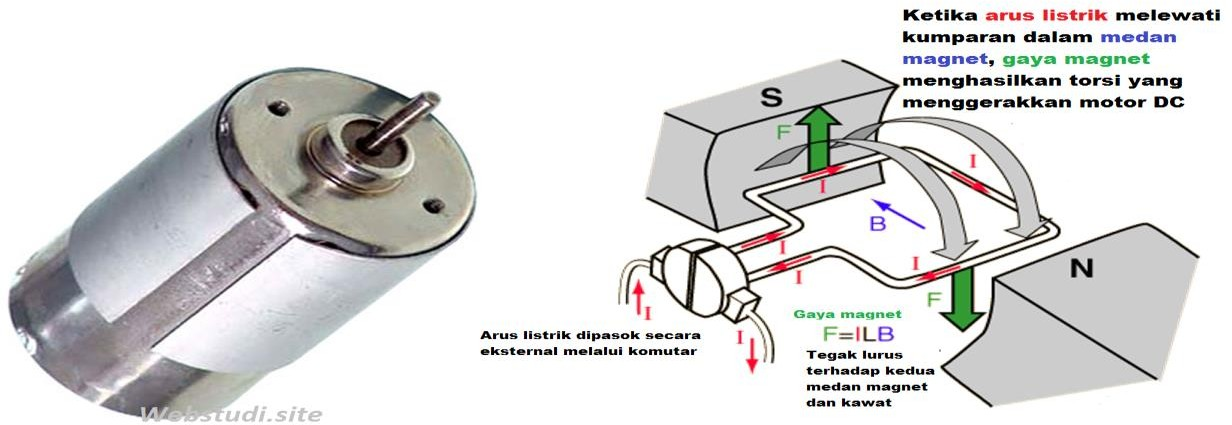 Ketika arus listrik melewati
kumparan dalam medan
magnet, gaya magnet
menghasilkan torsi yang
menggerakkan motor DC
S
F
I
I
B
I
I
I
N
F
I
I
Arus listrik dipasok secara
eksternal melalui komutar
Gaya magnet
F=ILB
Tegak lurus
terhadap kedua
medan magnet
dan kawat
Webstudi.site